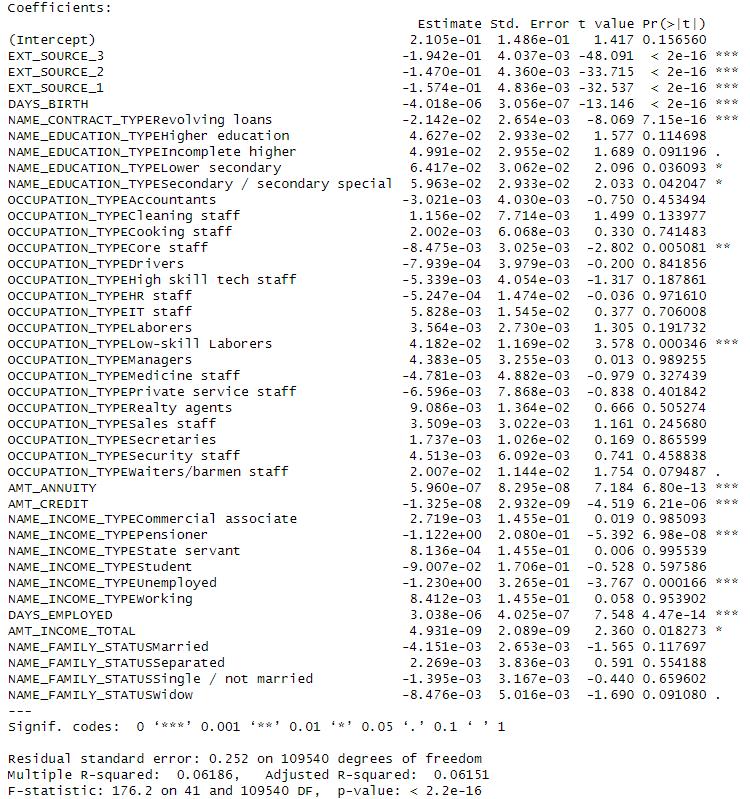 Coefficients:
Estimate Std. Error t value Pr(>|t|)
(Intercept) 2.105e-01 1.486e-01 1.417 0.156560
EXT_SOURCE_3 -1.942e-01 4.037e-03 -48.091 < 2e-16 ***
EXT_SOURCE_2 -1.470e-01 4.360e-03 -33.715 < 2e-16 ***
EXT_SOURCE_1 -1.574e-01 4.836e-03 -32.537 < 2e-16 ***
DAYS_BIRTH -4.018e-06 3.056e-07 -13.146 < 2e-16 ***
NAME_CONTRACT_TYPERevolving loans -2.142e-02 2.654e-03 -8.069 7.15e-16 ***
NAME_EDUCATION_TYPEHigher education 4.627e-02 2.933e-02 1.577 0.114698
NAME_EDUCATION_TYPEIncomplete higher 4.991e-02 2.955e-02 1.689 0.091196 .
NAME_EDUCATION_TYPELower secondary 6.417e-02 3.062e-02 2.096 0.036093 *
NAME_EDUCATION_TYPESecondary / secondary special 5.963e-02 2.933e-02 2.033 0.042047 *
OCCUPATION_TYPEAccountants -3.021e-03 4.030e-03 -0.750 0.453494
OCCUPATION_TYPECleaning staff 1.156e-02 7.714e-03 1.499 0.133977
OCCUPATION_TYPECooking staff 2.002e-03 6.068e-03 0.330 0.741483
OCCUPATION_TYPECore staff -8.475e-03 3.025e-03 -2.802 0.005081 **
OCCUPATION_TYPEDrivers -7.939e-04 3.979e-03 -0.200 0.841856
OCCUPATION_TYPEHigh skill tech staff -5.339e-03 4.054e-03 -1.317 0.187861
OCCUPATION_TYPEHR staff -5.247e-04 1.474e-02 -0.036 0.971610
OCCUPATION_TYPEIT staff 5.828e-03 1.545e-02 0.377 0.706008
OCCUPATION_TYPELaborers 3.564e-03 2.730e-03 1.305 0.191732
OCCUPATION_TYPELow-skill Laborers 4.182e-02 1.169e-02 3.578 0.000346 ***
OCCUPATION_TYPEManagers 4.383e-05 3.255e-03 0.013 0.989255
OCCUPATION_TYPEMedicine staff -4.781e-03 4.882e-03 -0.979 0.327439
OCCUPATION_TYPEPrivate service staff -6.596e-03 7.868e-03 -0.838 0.401842
OCCUPATION_TYPERealty agents 9.086e-03 1.364e-02 0.666 0.505274
OCCUPATION_TYPESales staff 3.509e-03 3.022e-03 1.161 0.245680
OCCUPATION_TYPESecretaries 1.737e-03 1.026e-02 0.169 0.865599
OCCUPATION_TYPESecurity staff 4.513e-03 6.092e-03 0.741 0.458838
OCCUPATION_TYPEWaiters/barmen staff 2.007e-02 1.144e-02 1.754 0.079487 .
AMT_ANNUITY 5.960e-07 8.295e-08 7.184 6.80e-13 ***
AMT_CREDIT -1.325e-08 2.932e-09 -4.519 6.21e-06 ***
NAME_INCOME_TYPECommercial associate 2.719e-03 1.455e-01 0.019 0.985093
NAME_INCOME_TYPEPensioner -1.122e+00 2.080e-01 -5.392 6.98e-08 ***
NAME_INCOME_TYPEState servant 8.136e-04 1.455e-01 0.006 0.995539
NAME_INCOME_TYPEStudent -9.007e-02 1.706e-01 -0.528 0.597586
NAME_INCOME_TYPEUnemployed -1.230e+00 3.265e-01 -3.767 0.000166 ***
NAME_INCOME_TYPEWorking 8.412e-03 1.455e-01 0.058 0.953902
DAYS_EMPLOYED 3.038e-06 4.025e-07 7.548 4.47e-14 ***
AMT_INCOME_TOTAL 4.931e-09 2.089e-09 2.360 0.018273 *
NAME_FAMILY_STATUSMarried -4.151e-03 2.653e-03 -1.565 0.117697
NAME_FAMILY_STATUSSeparated 2.269e-03 3.836e-03 0.591 0.554188
NAME_FAMILY_STATUSSingle / not married -1.395e-03 3.167e-03 -0.440 0.659602
NAME_FAMILY_STATUSWidow -8.476e-03 5.016e-03 -1.690 0.091080 .
---
Signif. codes: 0 ‘***’ 0.001 ‘**’ 0.01 ‘*’ 0.05 ‘.’ 0.1 ‘ ’ 1
Residual standard error: 0.252 on 109540 degrees of freedom
Multiple R-squared: 0.06186, Adjusted R-squared: 0.06151
F-statistic: 176.2 on 41 and 109540 DF, p-value: < 2.2e-16